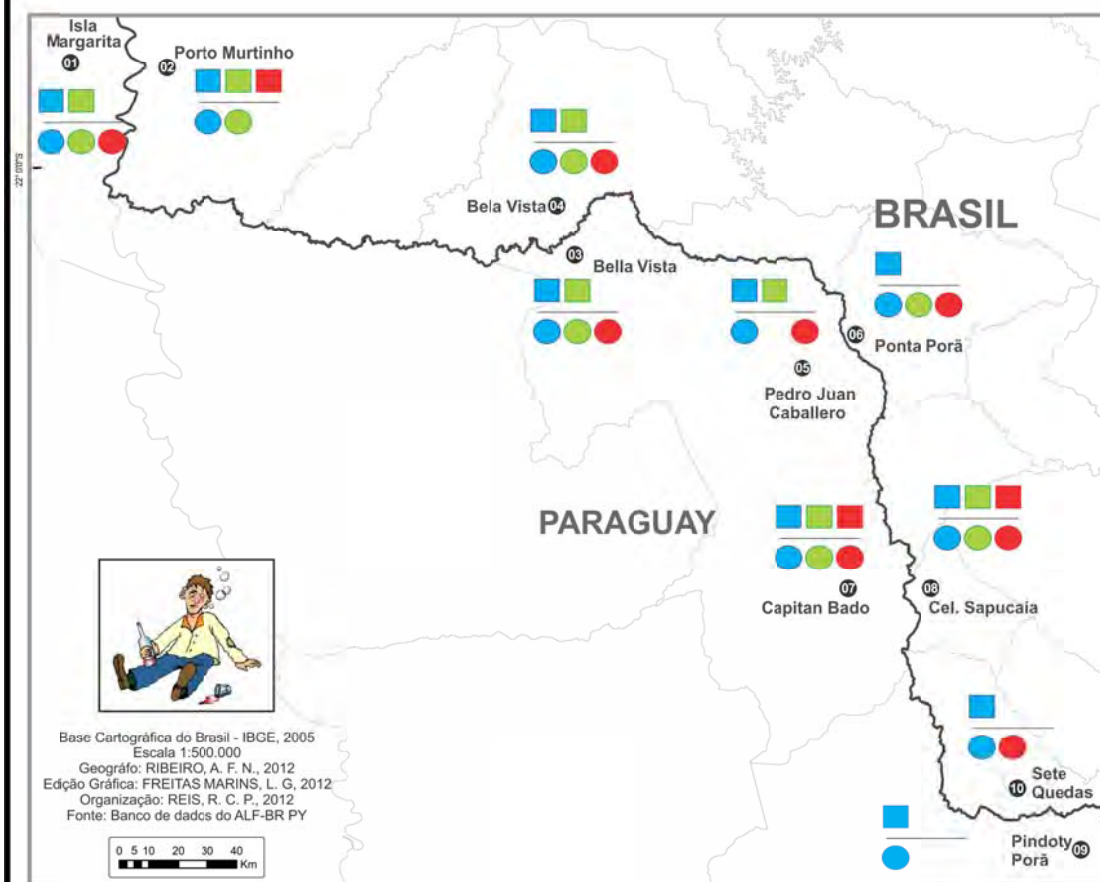 Isla
Margarita
01
02
Porto Murtinho
Bela Vista 04
03
Bella Vista
BRASIL
06
Ponta Porã
05
Pedro Juan
Caballero
PARAGUAY
07
Capitan Bado
08
Cel. Sapucaia
10
Sete
Quedas
Pindoty
Porã
09
Base Cartográfica do Brasil - IBGE, 2005
Escala 1:500.000
Geográfo: RIBEIRO, A. F. N., 2012
Edição Gráfica: FREITAS MARINS, L. G, 2012
Organização: REIS, R. C. P., 2012
Fonte: Banco de dados do ALF-BR PY
0 5 10 20 30 40
Km